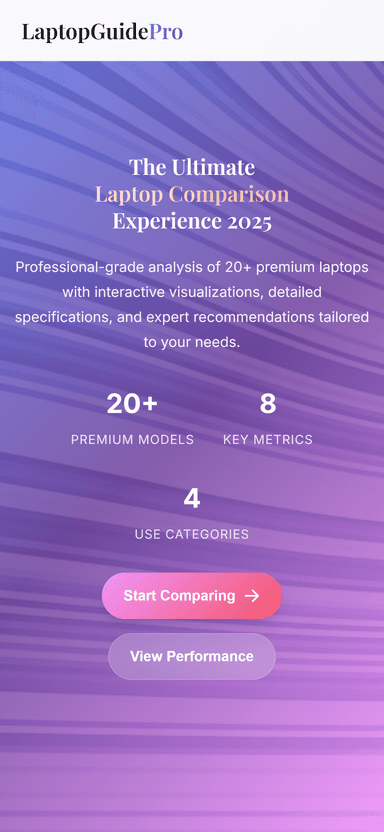 LaptopGuidePro
The Ultimate
Laptop Comparison
Experience 2025
Professional-grade analysis of 20+ premium laptops
with interactive visualizations, detailed
specifications, and expert recommendations tailored
to your needs.
20+
PREMIUM MODELS
8
KEY METRICS
4
USE CATEGORIES
Start Comparing →
View Performance